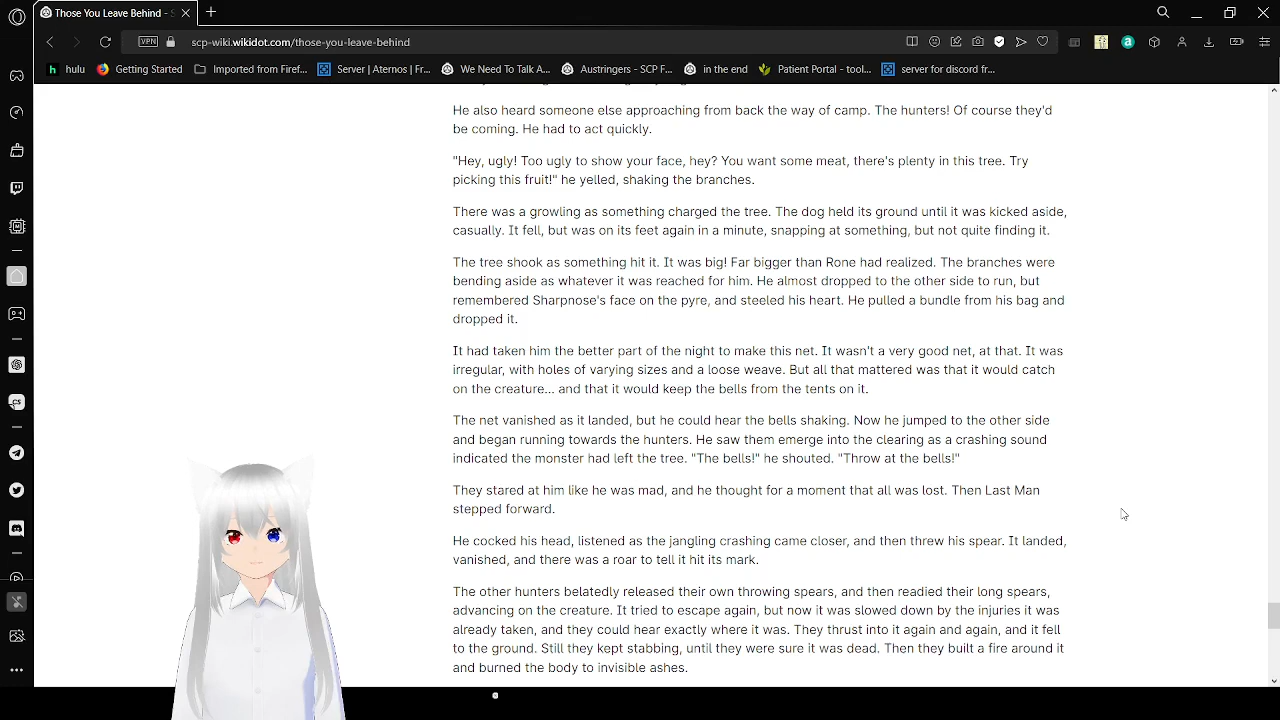 Those You Leave Behind - S
scp-wiki.wikidot.com/those-you-leave-behind
VPN
hulu
Getting Started
Imported from Firef...
Server | Aternos | Fr...
We Need To Talk A...
Austringers - SCP F...
in the end
Patient Portal - tool...
server for discord fr...
He also heard someone else approaching from back the way of camp. The hunters! Of course they'd
be coming. He had to act quickly.
"Hey, ugly! Too ugly to show your face, hey? You want some meat, there's plenty in this tree. Try
picking this fruit!" he yelled, shaking the branches.
There was a growling as something charged the tree. The dog held its ground until it was kicked aside,
casually. It fell, but was on its feet again in a minute, snapping at something, but not quite finding it.
The tree shook as something hit it. It was big! Far bigger than Rone had realized. The branches were
bending aside as whatever it was reached for him. He almost dropped to the other side to run, but
remembered Sharpnose's face on the pyre, and steeled his heart. He pulled a bundle from his bag and
dropped it.
It had taken him the better part of the night to make this net. It wasn't a very good net, at that. It was
irregular, with holes of varying sizes and a loose weave. But all that mattered was that it would catch
on the creature... and that it would keep the bells from the tents on it.
The net vanished as it landed, but he could hear the bells shaking. Now he jumped to the other side
and began running towards the hunters. He saw them emerge into the clearing as a crashing sound
indicated the monster had left the tree. "The bells!" he shouted. "Throw at the bells!"
They stared at him like he was mad, and he thought for a moment that all was lost. Then Last Man
stepped forward.
He cocked his head, listened as the jangling crashing came closer, and then threw his spear. It landed,
vanished, and there was a roar to tell it hit its mark.
The other hunters belatedly released their own throwing spears, and then readied their long spears,
advancing on the creature. It tried to escape again, but now it was slowed down by the injuries it was
already taken, and they could hear exactly where it was. They thrust into it again and again, and it fell
to the ground. Still they kept stabbing, until they were sure it was dead. Then they built a fire around it
and burned the body to invisible ashes.